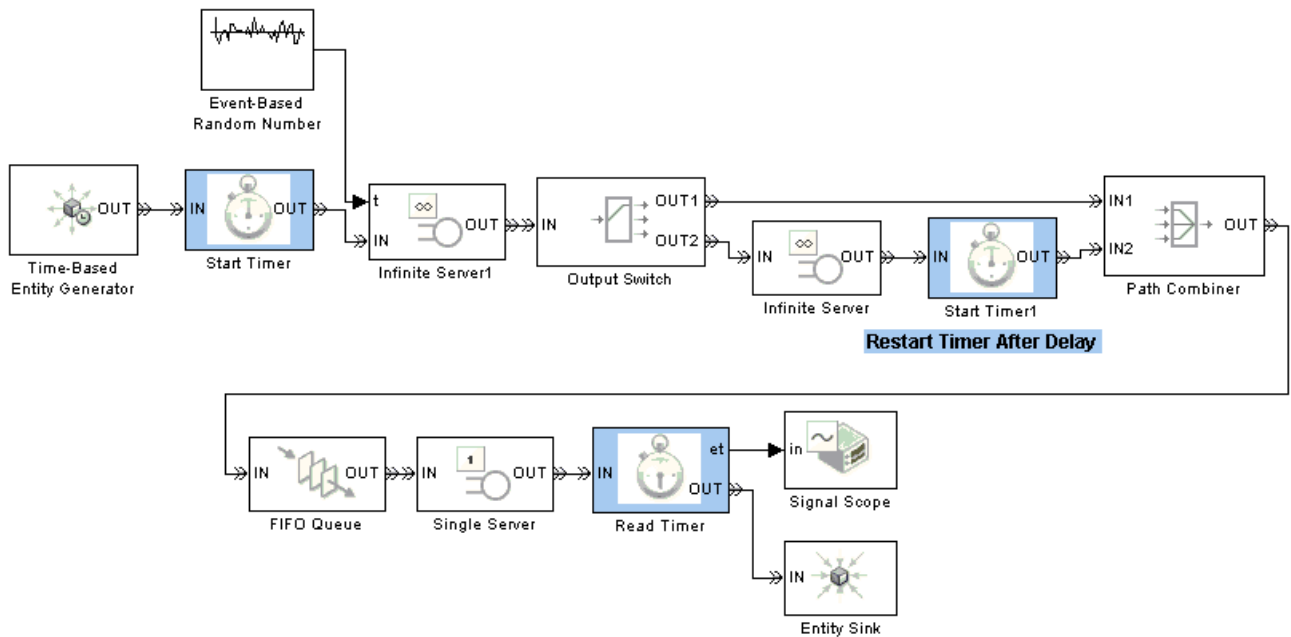 Event-Based
Random Number
OUT
Time-Based
Entity Generator
IN OUT
Start Timer
t
IN
∞
OUT
Infinite Server1
IN
OUT1
OUT2
Output Switch
IN
∞
OUT
Infinite Server
IN OUT
Start Timer1
Restart Timer After Delay
IN1
IN2
OUT
Path Combiner
IN OUT
FIFO Queue
IN
1
OUT
Single Server
IN
et
OUT
Read Timer
in
Signal Scope
IN
Entity Sink